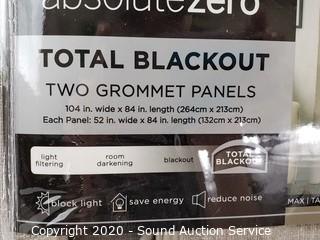 absolutezero
TOTAL BLACKOUT
TWO GROMMET PANELS
104 in. wide x 84 in. length (264cm x 213cm)
Each Panel: 52 in. wide x 84 in. length (132cm x 213cm)
light filtering
room darkening
blackout
TOTAL BLACKOUT
block light
save energy
reduce noise
MAX | TA
Copyright 2020 - Sound Auction Service